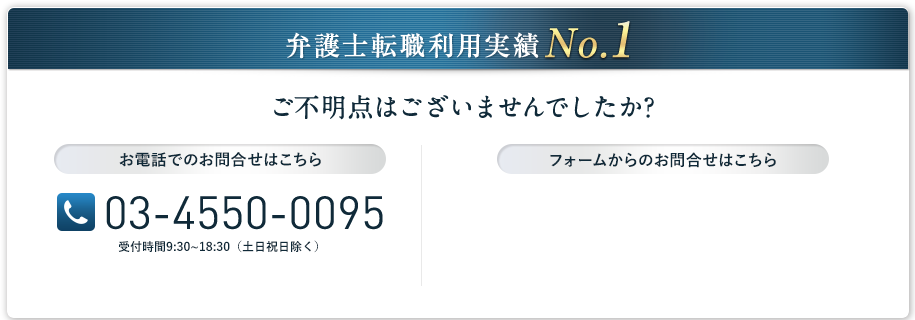 弁護士転職利用実績No.1
ご不明点はございませんでしたか?
お電話でのお問合せはこちら
03-4550-0095
受付時間9:30~18:30（土日祝日除く）
フォームからのお問合せはこちら